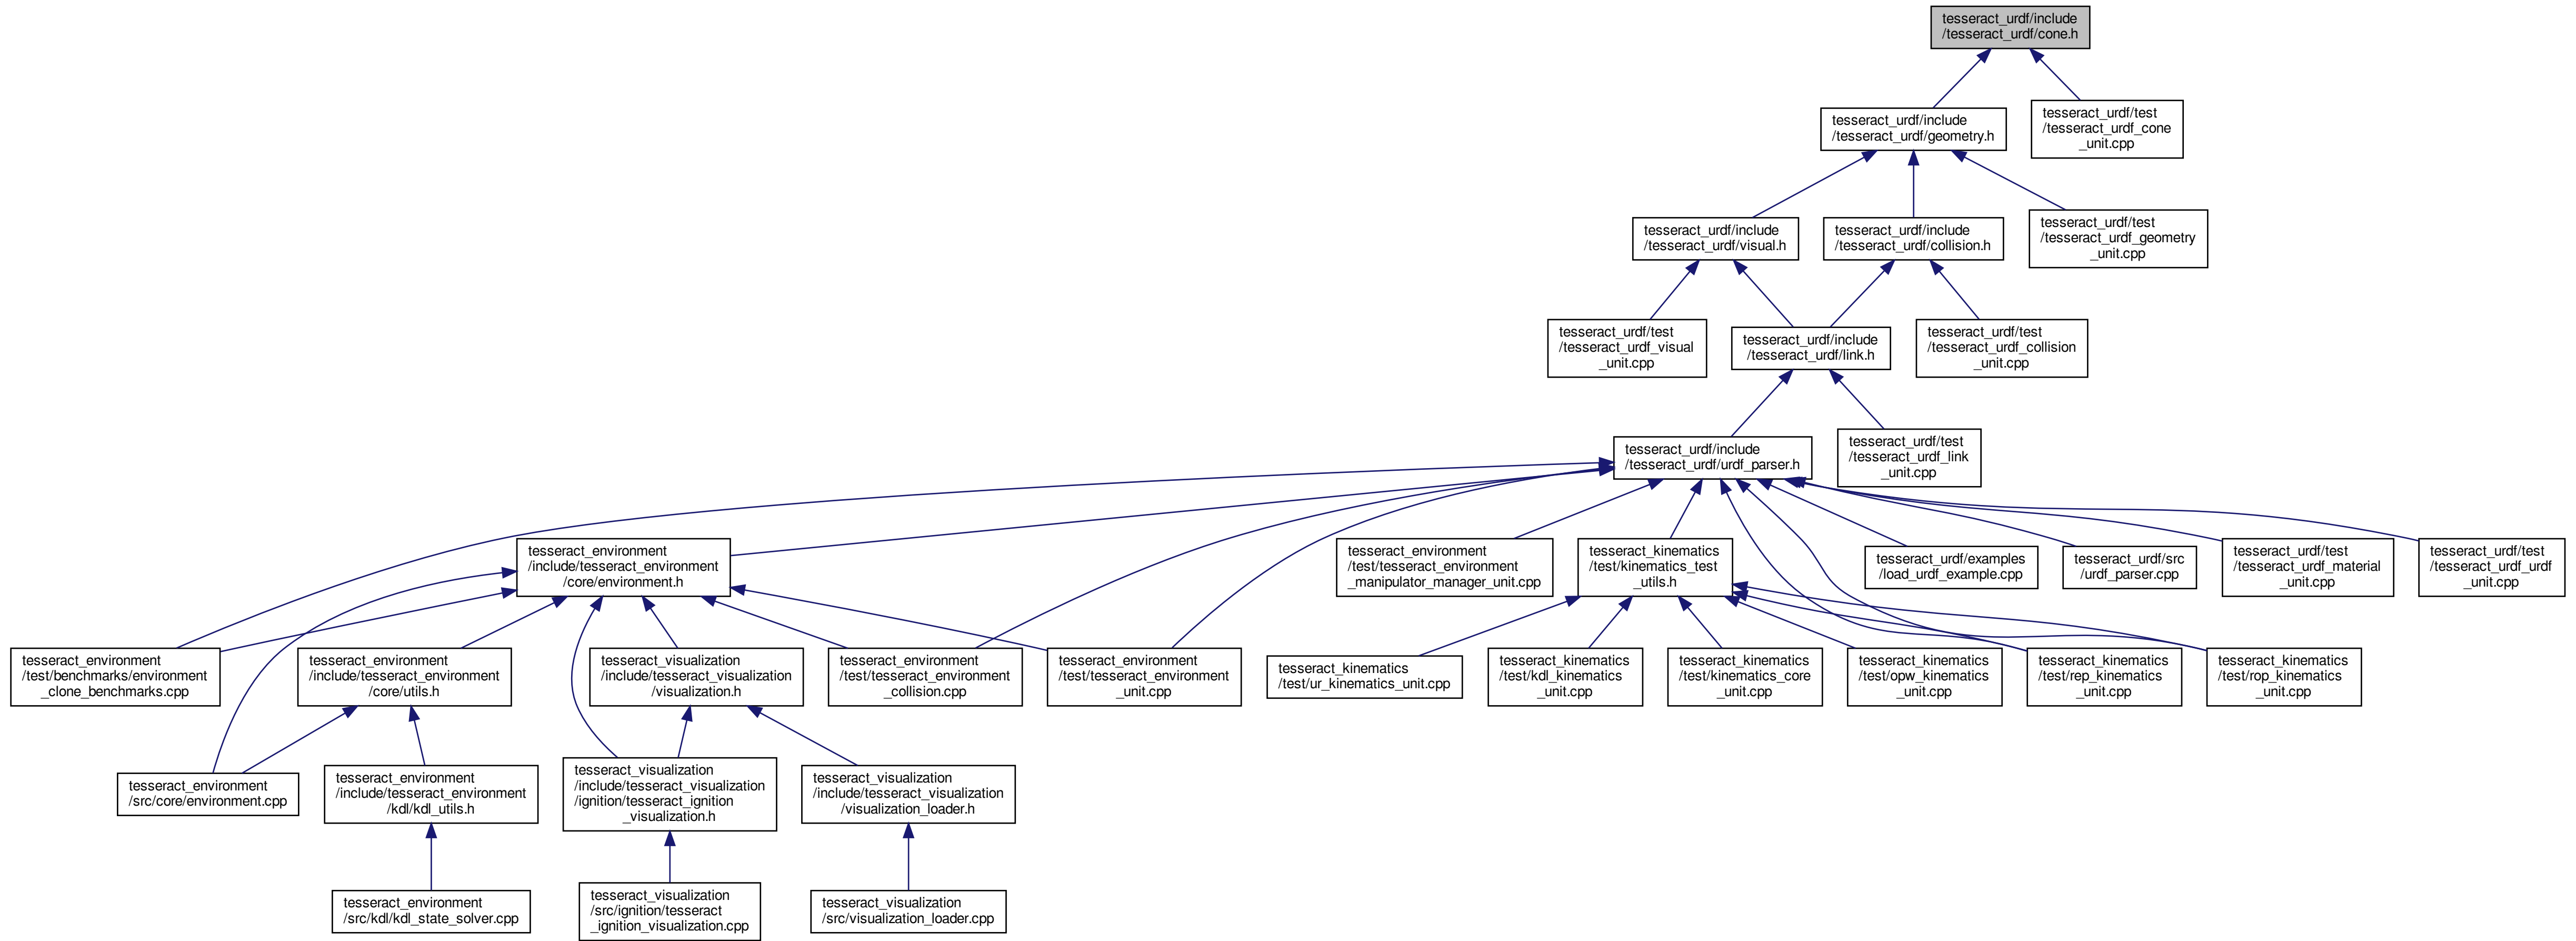 tesseract_urdf/include
/tesseract_urdf/cone.h
tesseract_urdf/include
/tesseract_urdf/geometry.h
tesseract_urdf/test
/tesseract_urdf_cone
_unit.cpp
tesseract_urdf/include
/tesseract_urdf/visual.h
tesseract_urdf/include
/tesseract_urdf/collision.h
tesseract_urdf/test
/tesseract_urdf_geometry
_unit.cpp
tesseract_urdf/test
/tesseract_urdf_visual
_unit.cpp
tesseract_urdf/include
/tesseract_urdf/link.h
tesseract_urdf/test
/tesseract_urdf_collision
_unit.cpp
tesseract_urdf/include
/tesseract_urdf/urdf_parser.h
tesseract_urdf/test
/tesseract_urdf_link
_unit.cpp
tesseract_environment
/include/tesseract_environment
/core/environment.h
tesseract_environment
/test/tesseract_environment
_manipulator_manager_unit.cpp
tesseract_kinematics
/test/kinematics_test
_utils.h
tesseract_urdf/examples
/load_urdf_example.cpp
tesseract_urdf/src
/urdf_parser.cpp
tesseract_urdf/test
/tesseract_urdf_material
_unit.cpp
tesseract_urdf/test
/tesseract_urdf_urdf
_unit.cpp
tesseract_environment
/test/benchmarks/environment
_clone_benchmarks.cpp
tesseract_environment
/include/tesseract_environment
/core/utils.h
tesseract_visualization
/include/tesseract_visualization
/visualization.h
tesseract_environment
/test/tesseract_environment
_collision.cpp
tesseract_environment
/test/tesseract_environment
_unit.cpp
tesseract_kinematics
/test/ur_kinematics_unit.cpp
tesseract_kinematics
/test/kdl_kinematics
_unit.cpp
tesseract_kinematics
/test/kinematics_core
_unit.cpp
tesseract_kinematics
/test/opw_kinematics
_unit.cpp
tesseract_kinematics
/test/rep_kinematics
_unit.cpp
tesseract_kinematics
/test/rop_kinematics
_unit.cpp
tesseract_environment
/src/core/environment.cpp
tesseract_environment
/include/tesseract_environment
/kdl/kdl_utils.h
tesseract_visualization
/include/tesseract_visualization
/ignition/tesseract_ignition
_visualization.h
tesseract_visualization
/include/tesseract_visualization
/visualization_loader.h
tesseract_environment
/src/kdl/kdl_state_solver.cpp
tesseract_visualization
/src/ignition/tesseract
_ignition_visualization.cpp
tesseract_visualization
/src/visualization_loader.cpp